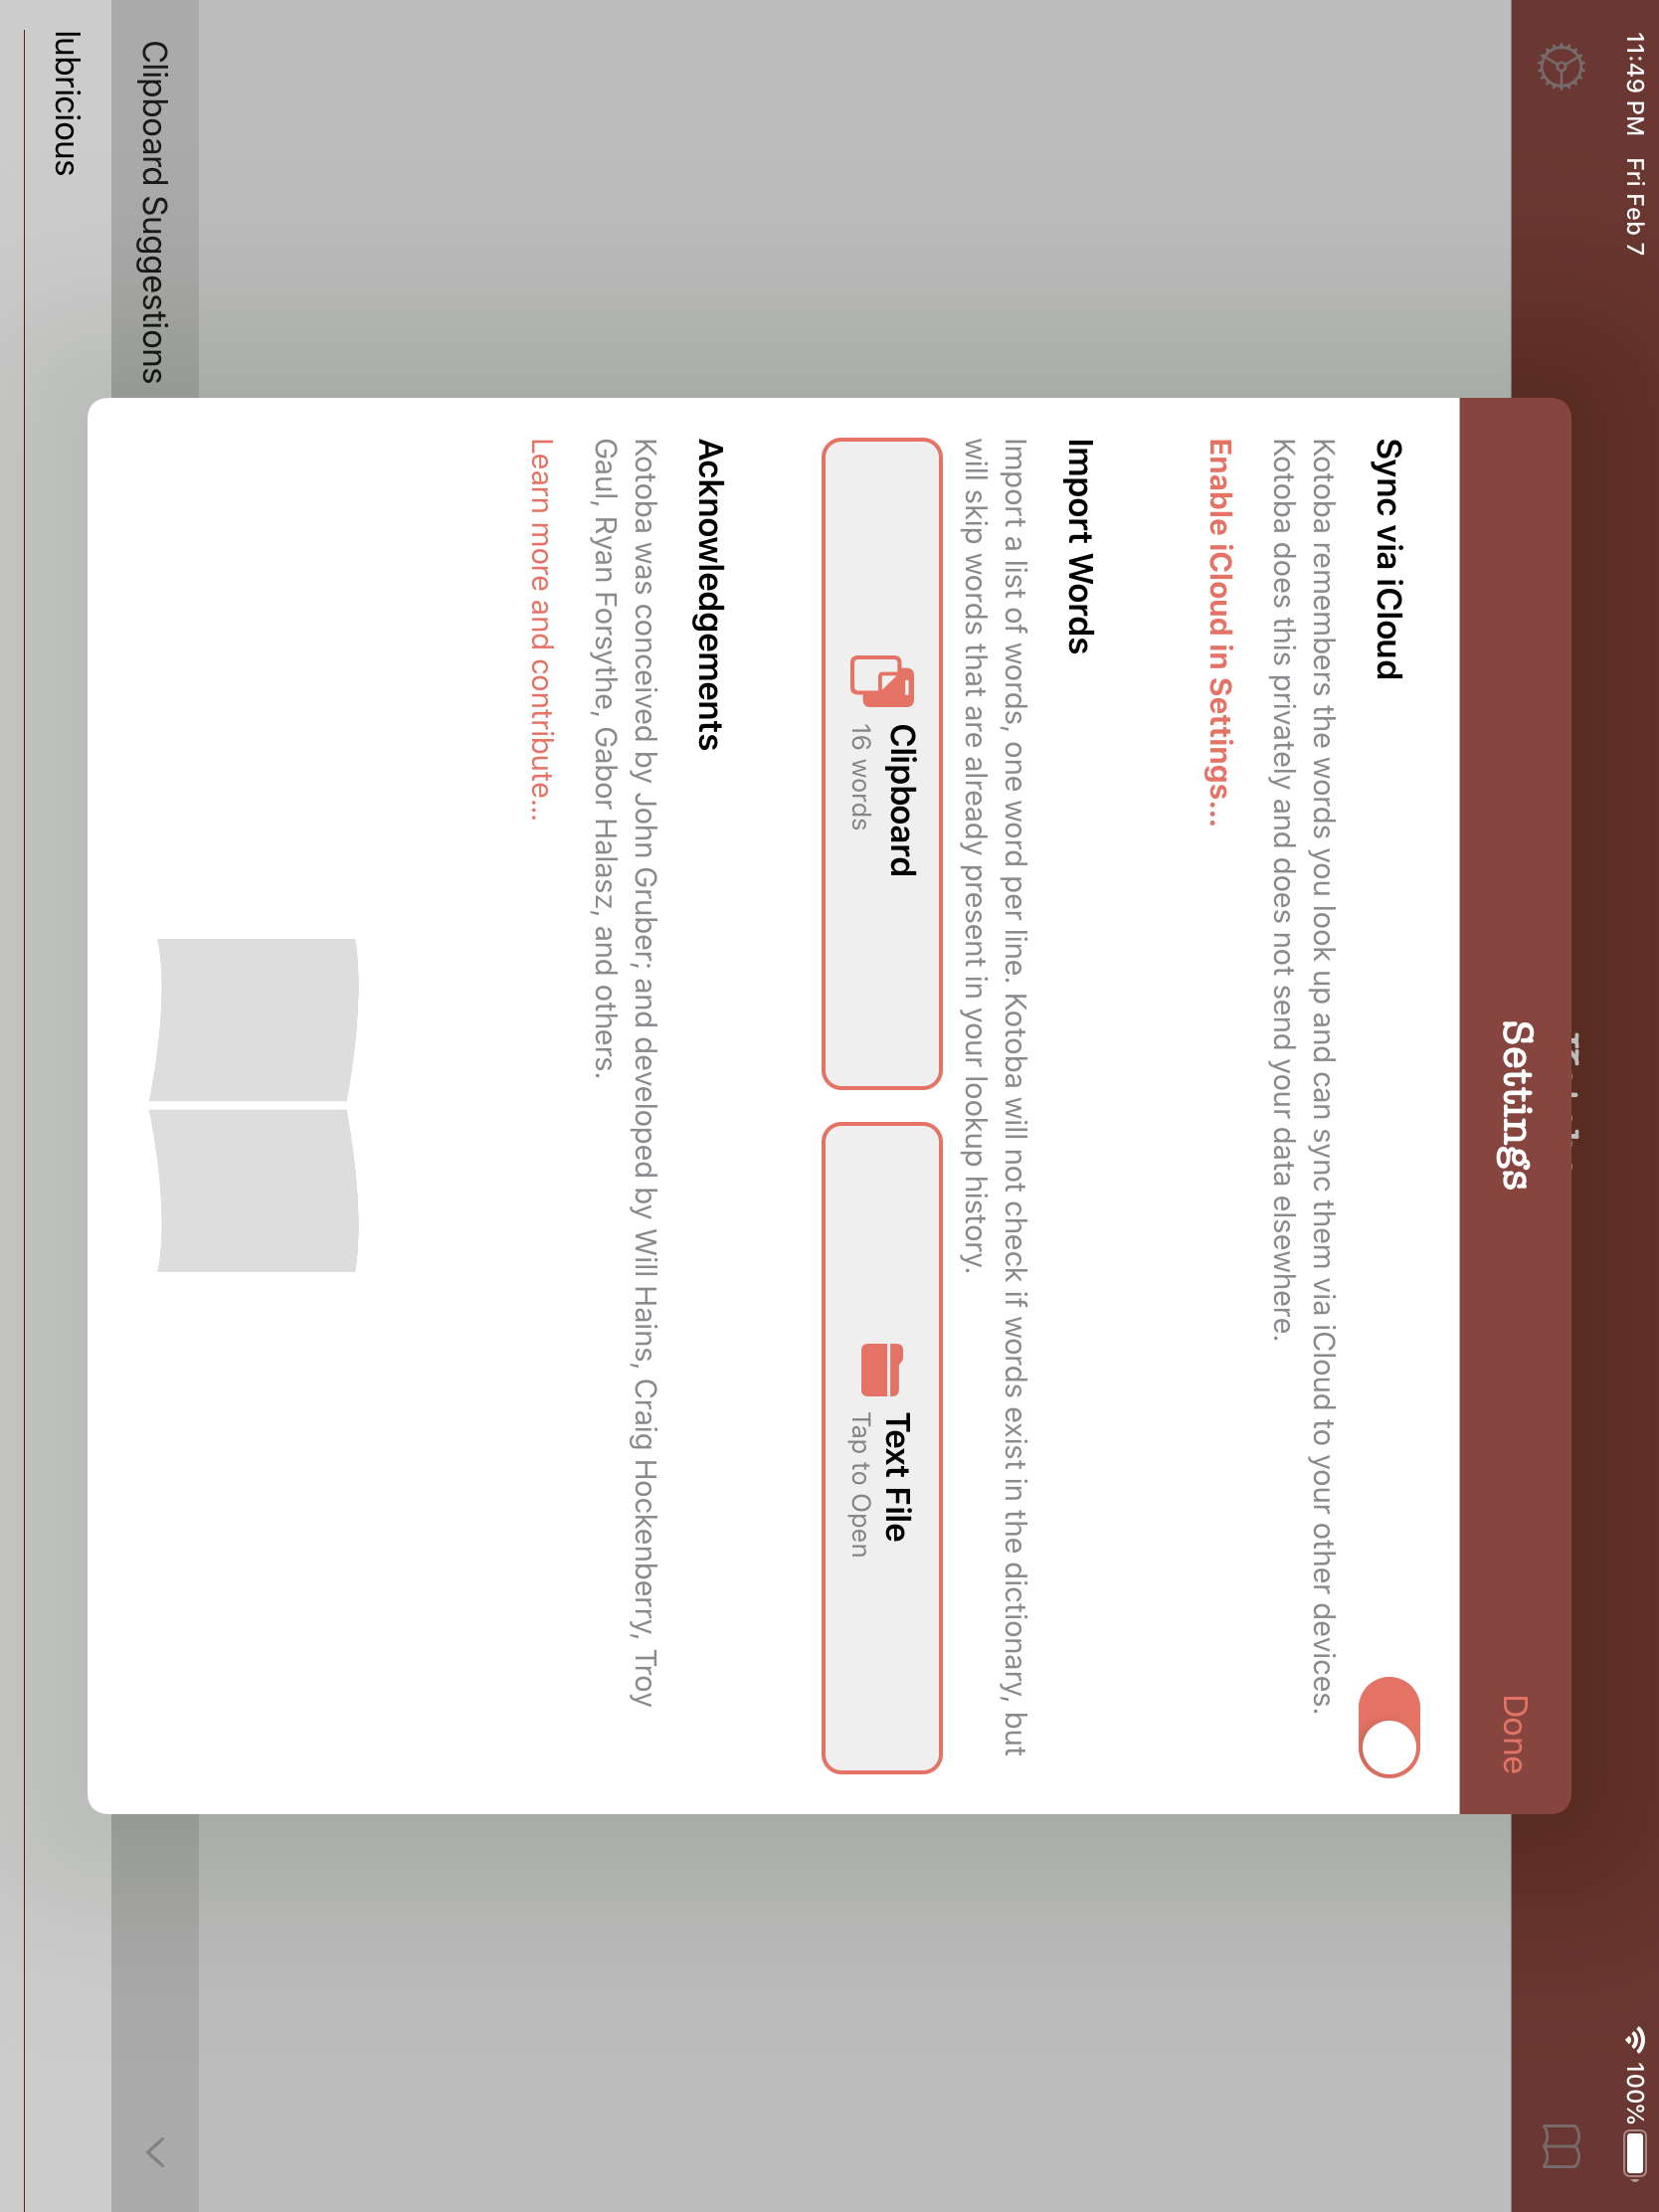 11:49 PM Fri Feb 7
100%
Settings
Done
Sync via iCloud
Kotoba remembers the words you look up and can sync them via iCloud to your other devices.
Kotoba does this privately and does not send your data elsewhere.
Enable iCloud in Settings...
Import Words
Import a list of words, one word per line. Kotoba will not check if words exist in the dictionary, but
will skip words that are already present in your lookup history.
Clipboard
16 words
Text File
Tap to Open
Acknowledgements
Kotoba was conceived by John Gruber; and developed by Will Hains, Craig Hockenberry, Troy
Gaul, Ryan Forsythe, Gabor Halasz, and others.
Learn more and contribute...
Clipboard Suggestions
lubricious